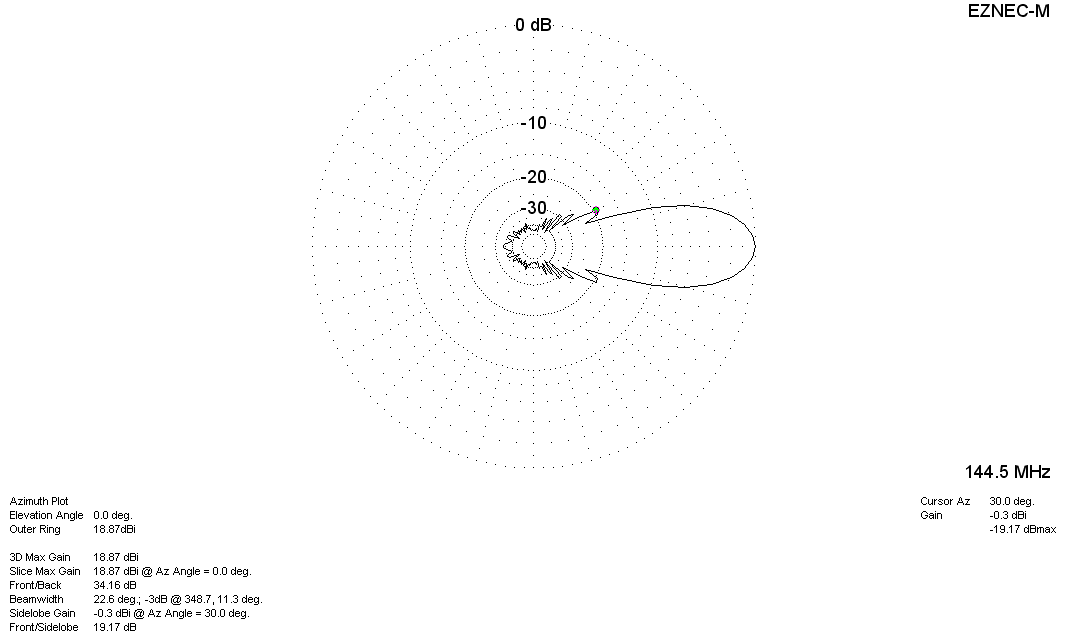 EZNEC-M
0 dB
-10
-20
-30
144.5 MHz
Azimuth Plot
Elevation Angle 0.0 deg.
Outer Ring 18.87dBi
3D Max Gain 18.87 dBi
Slice Max Gain 18.87 dBi @ Az Angle = 0.0 deg.
Front/Back 34.16 dB
Beamwidth 22.6 deg.; -3dB @ 348.7, 11.3 deg.
Sidelobe Gain -0.3 dBi @ Az Angle = 30.0 deg.
Front/Sidelobe 19.17 dB
Cursor Az 30.0 deg.
Gain -0.3 dBi
-19.17 dBmax